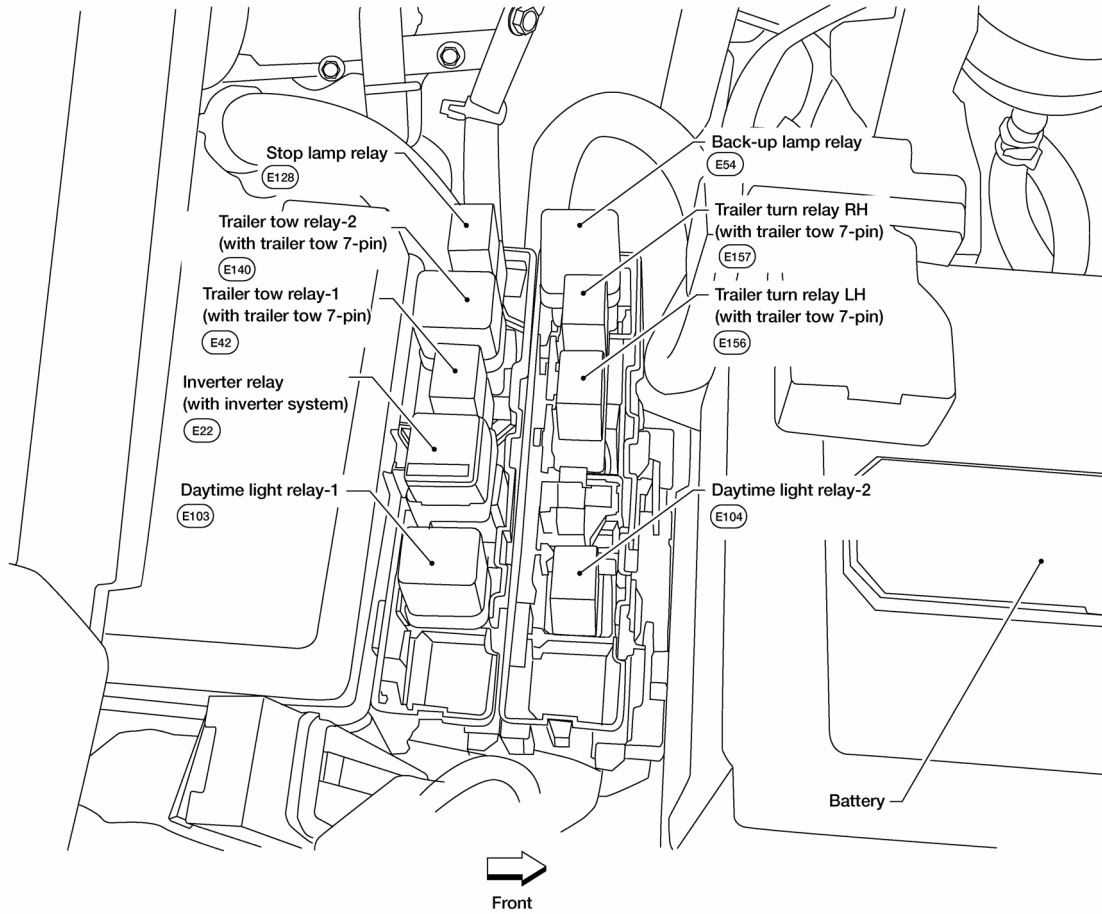 Stop lamp relay
E128
Trailer tow relay-2
(with trailer tow 7-pin)
E140
Trailer tow relay-1
(with trailer tow 7-pin)
E42
Inverter relay
(with inverter system)
E22
Daytime light relay-1
E103
Back-up lamp relay
E54
Trailer turn relay RH
(with trailer tow 7-pin)
E157
Trailer turn relay LH
(with trailer tow 7-pin)
E156
Daytime light relay-2
E104
Battery
Front